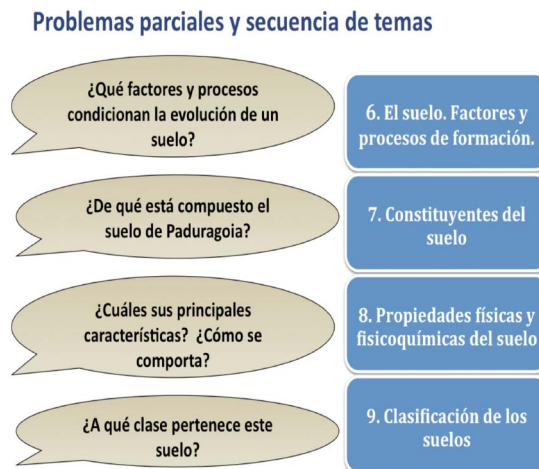 Problemas parciales y secuencia de temas
¿Qué factores y procesos
condicionan la evolución de un
suelo?
6. El suelo. Factores y
procesos de formación.
¿De qué está compuesto el
suelo de Paduragoia?
7. Constituyentes del
suelo
¿Cuáles sus principales
características? ¿Cómo se
comporta?
8. Propiedades físicas y
fisicoquímicas del suelo
¿A qué clase pertenece este
suelo?
9. Clasificación de los
suelos